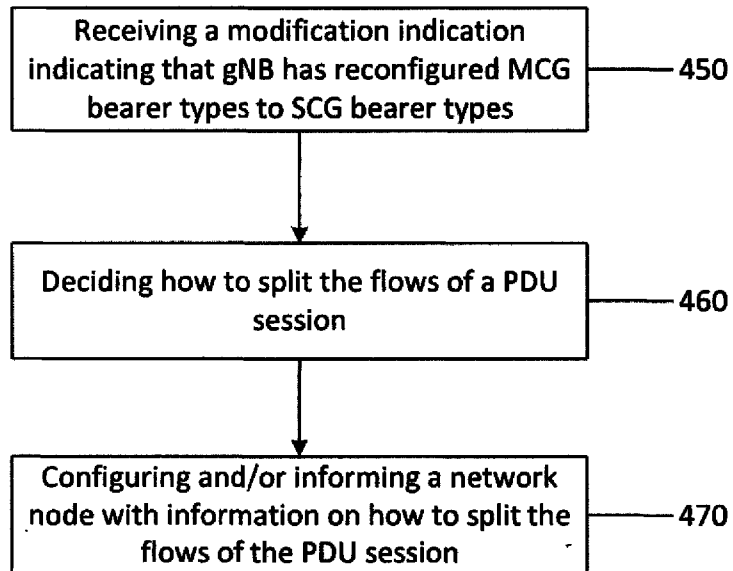 Receiving a modification indication
indicating that gNB has reconfigured MCG
bearer types to SCG bearer types
450
Deciding how to split the flows of a PDU
session
460
Configuring and/or informing a network
node with information on how to split the
flows of the PDU session
470